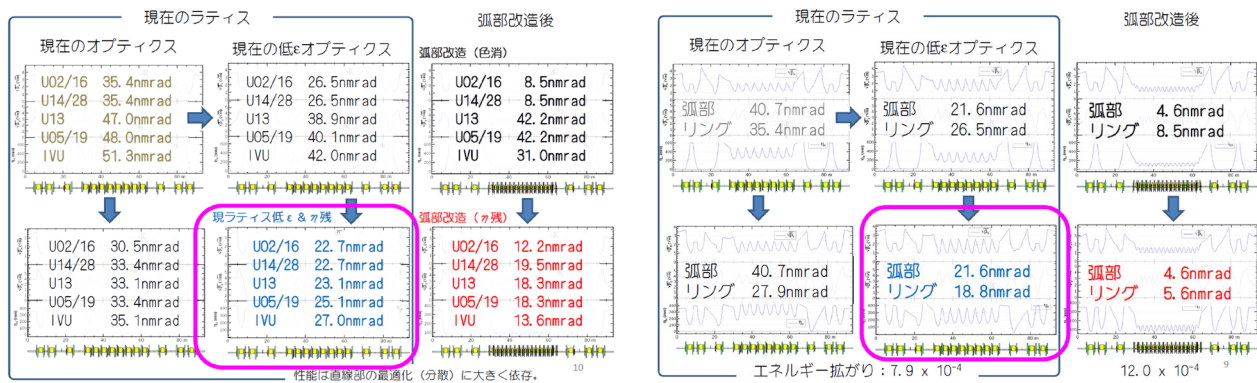 現在のラティス
弧部改造後
現在のオプティクス
現在の低εオプティクス
弧部改造（色消）
U02/16 35.4nmrad
U14/28 35.4nmrad
U13 47.0nmrad
U05/19 48.0nmrad
IVU 51.3nmrad
U02/16 26.5nmrad
U14/28 26.5nmrad
U13 38.9nmrad
U05/19 40.1nmrad
IVU 42.0nmrad
U02/16 8.5nmrad
U14/28 8.5nmrad
U13 42.2nmrad
U05/19 42.2nmrad
IVU 31.0nmrad
現ラティス低ε＆η残
弧部改造（η残）
U02/16 30.5nmrad
U14/28 33.4nmrad
U13 33.1nmrad
U05/19 33.4nmrad
IVU 35.1nmrad
U02/16 22.7nmrad
U14/28 22.7nmrad
U13 23.1nmrad
U05/19 25.1nmrad
IVU 27.0nmrad
U02/16 12.2nmrad
U14/28 19.5nmrad
U13 18.3nmrad
U05/19 18.3nmrad
IVU 13.6nmrad
性能は直線部の最適化（分散）に大きく依存。
10
現在のラティス
弧部改造後
現在のオプティクス
現在の低εオプティクス
弧部 40.7nmrad
リング 35.4nmrad
弧部 21.6nmrad
リング 26.5nmrad
弧部 4.6nmrad
リング 8.5nmrad
弧部 40.7nmrad
リング 27.9nmrad
弧部 21.6nmrad
リング 18.8nmrad
弧部 4.6nmrad
リング 5.6nmrad
エネルギー拡がり：7.9 x 10⁻⁴
12.0 x 10⁻⁴
9